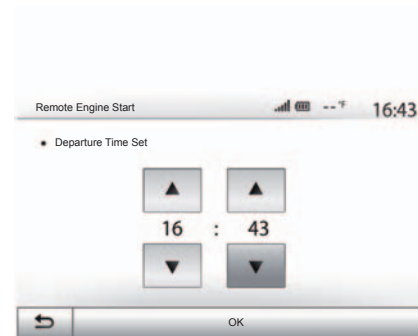 Remote Engine Start -- °F 16:43
• Departure Time Set
16 : 43
OK